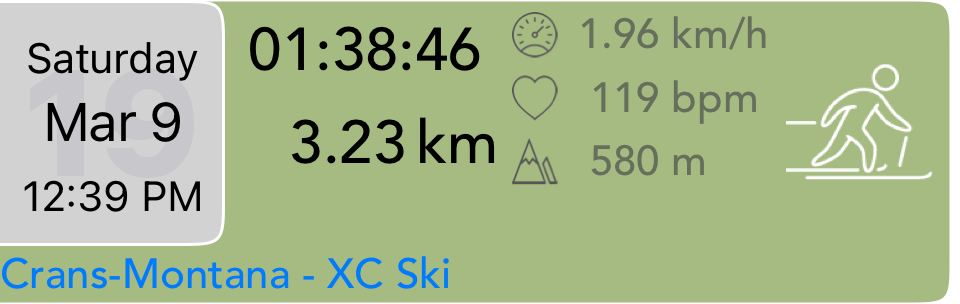 19
Saturday
Mar 9
12:39 PM
01:38:46
3.23 km
1.96 km/h
119 bpm
580 m
Crans-Montana - XC Ski